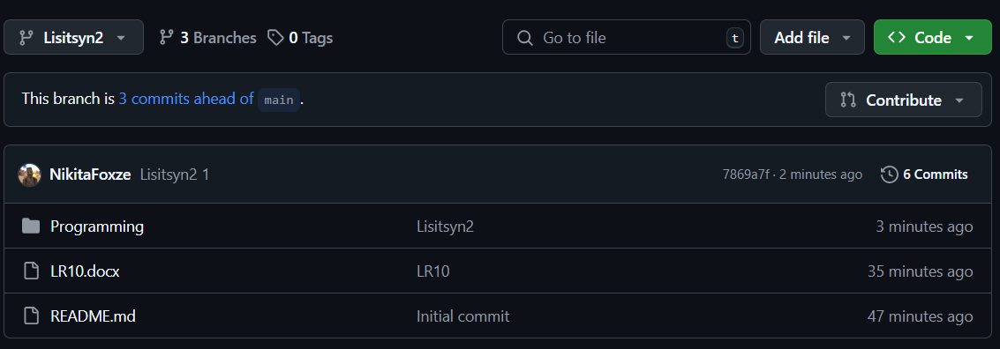 Lisitsyn2 3 Branches 0 Tags Go to file t Add file Code
This branch is 3 commits ahead of main. Contribute
NikitaFoxze Lisitsyn2 1 7869a7f · 2 minutes ago 6 Commits
Programming Lisitsyn2 3 minutes ago
LR10.docx LR10 35 minutes ago
README.md Initial commit 47 minutes ago